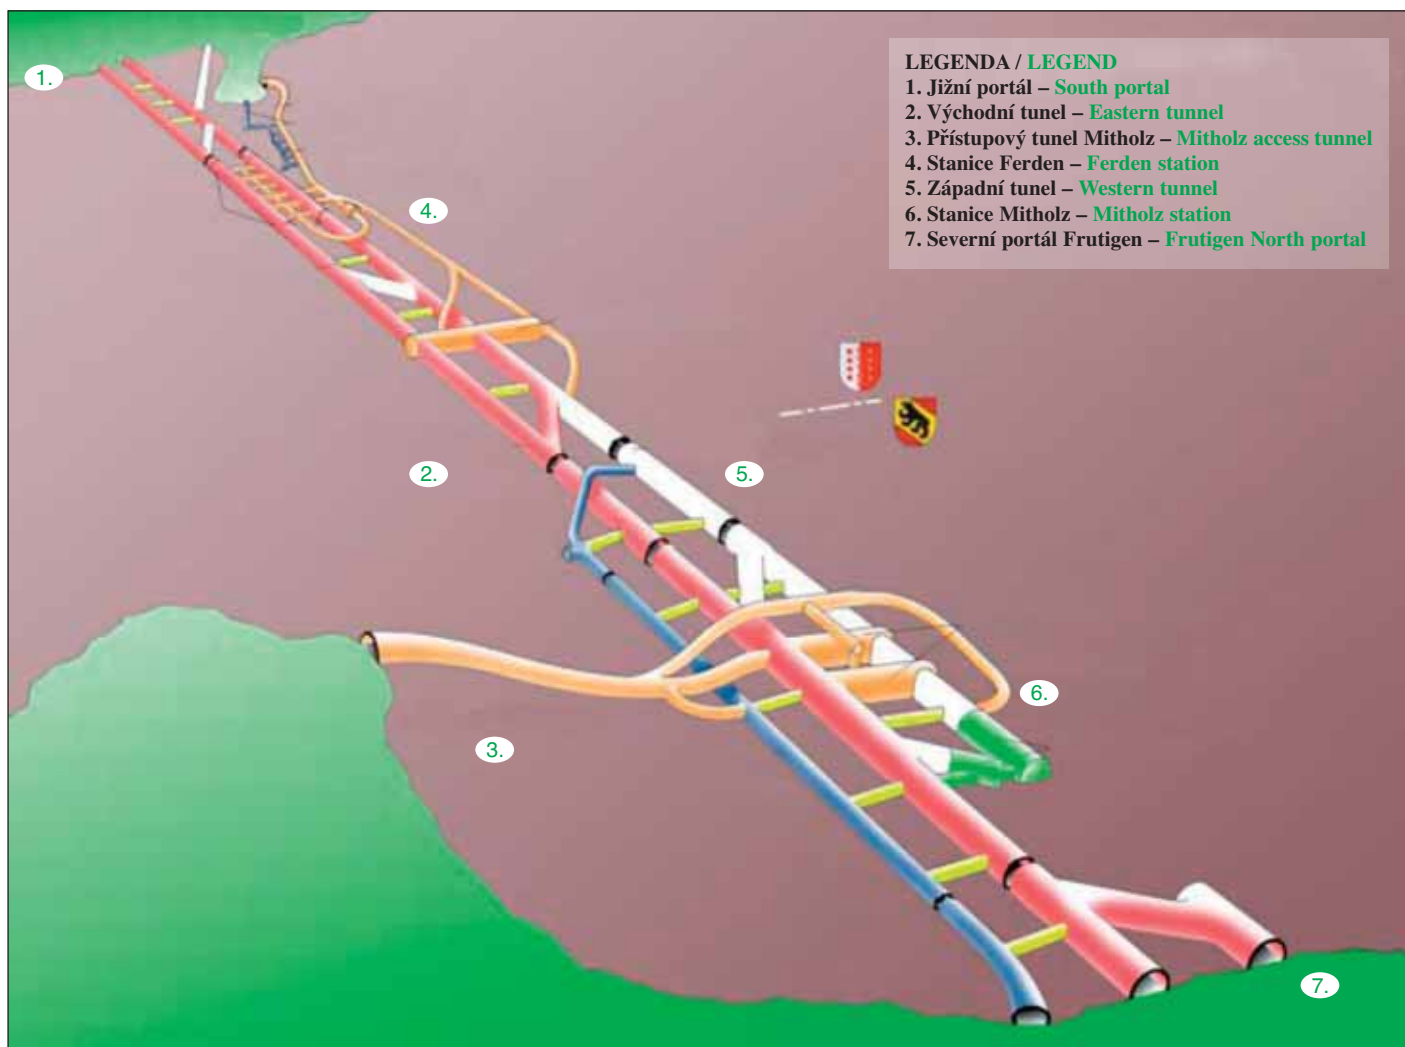 LEGENDA / LEGEND
1. Jižní portál – South portal
2. Východní tunel – Eastern tunnel
3. Přístupový tunel Mitholz – Mitholz access tunnel
4. Stanice Ferden – Ferden station
5. Západní tunel – Western tunnel
6. Stanice Mitholz – Mitholz station
7. Severní portál Frutigen – Frutigen North portal
1.
4.
2.
5.
6.
3.
7.